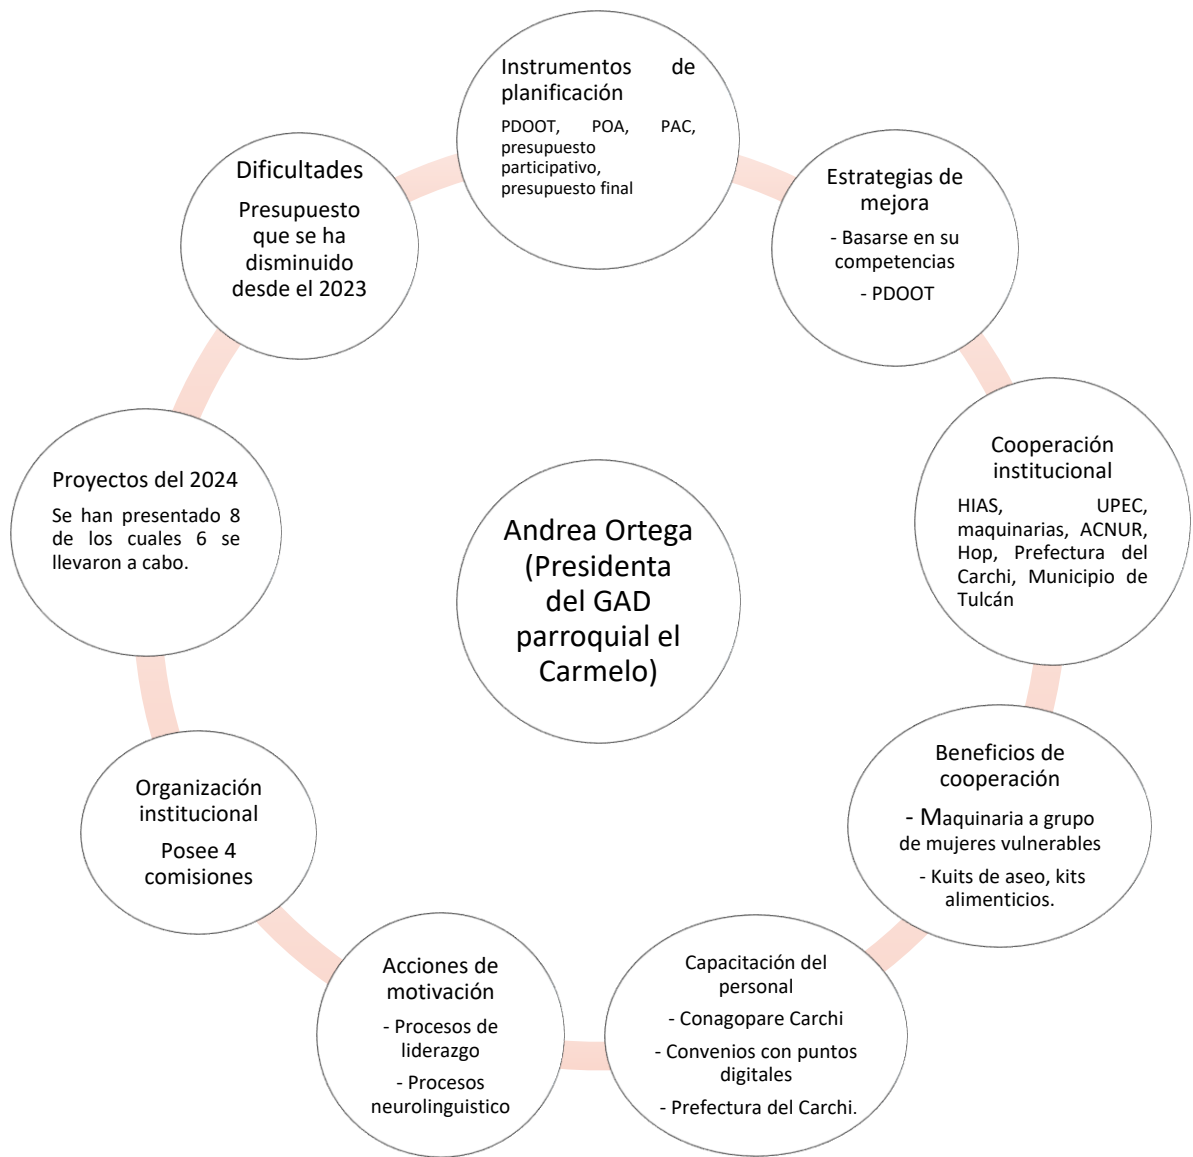 Instrumentos de
planificación
PDOOT, POA, PAC,
presupuesto
participativo,
presupuesto final
Estrategias de
mejora
- Basarse en su
competencias
- PDOOT
Cooperación
institucional
HIAS, UPEC,
maquinarias, ACNUR,
Hop, Prefectura del
Carchi, Municipio de
Tulcán
Beneficios de
cooperación
- Maquinaria a grupo
de mujeres vulnerables
- Kuits de aseo, kits
alimenticios.
Capacitación del
personal
- Conagopare Carchi
- Convenios con puntos
digitales
- Prefectura del Carchi.
Acciones de
motivación
- Procesos de
liderazgo
- Procesos
neurolinguistico
Organización
institucional
Posee 4
comisiones
Proyectos del 2024
Se han presentado 8
de los cuales 6 se
llevaron a cabo.
Dificultades
Presupuesto
que se ha
disminuido
desde el 2023
Andrea Ortega
(Presidenta
del GAD
parroquial el
Carmelo)